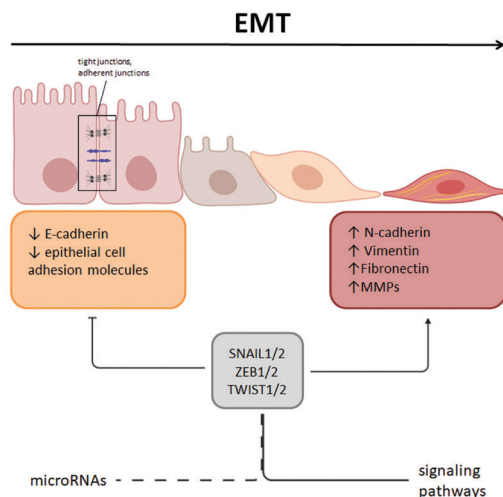 EMT
tight junctions,
adherent junctions
↓ E-cadherin
↓ epithelial cell
adhesion molecules
↑ N-cadherin
↑ Vimentin
↑Fibronectin
↑MMPs
SNAIL1/2
ZEB1/2
TWIST1/2
microRNAs
signaling
pathways